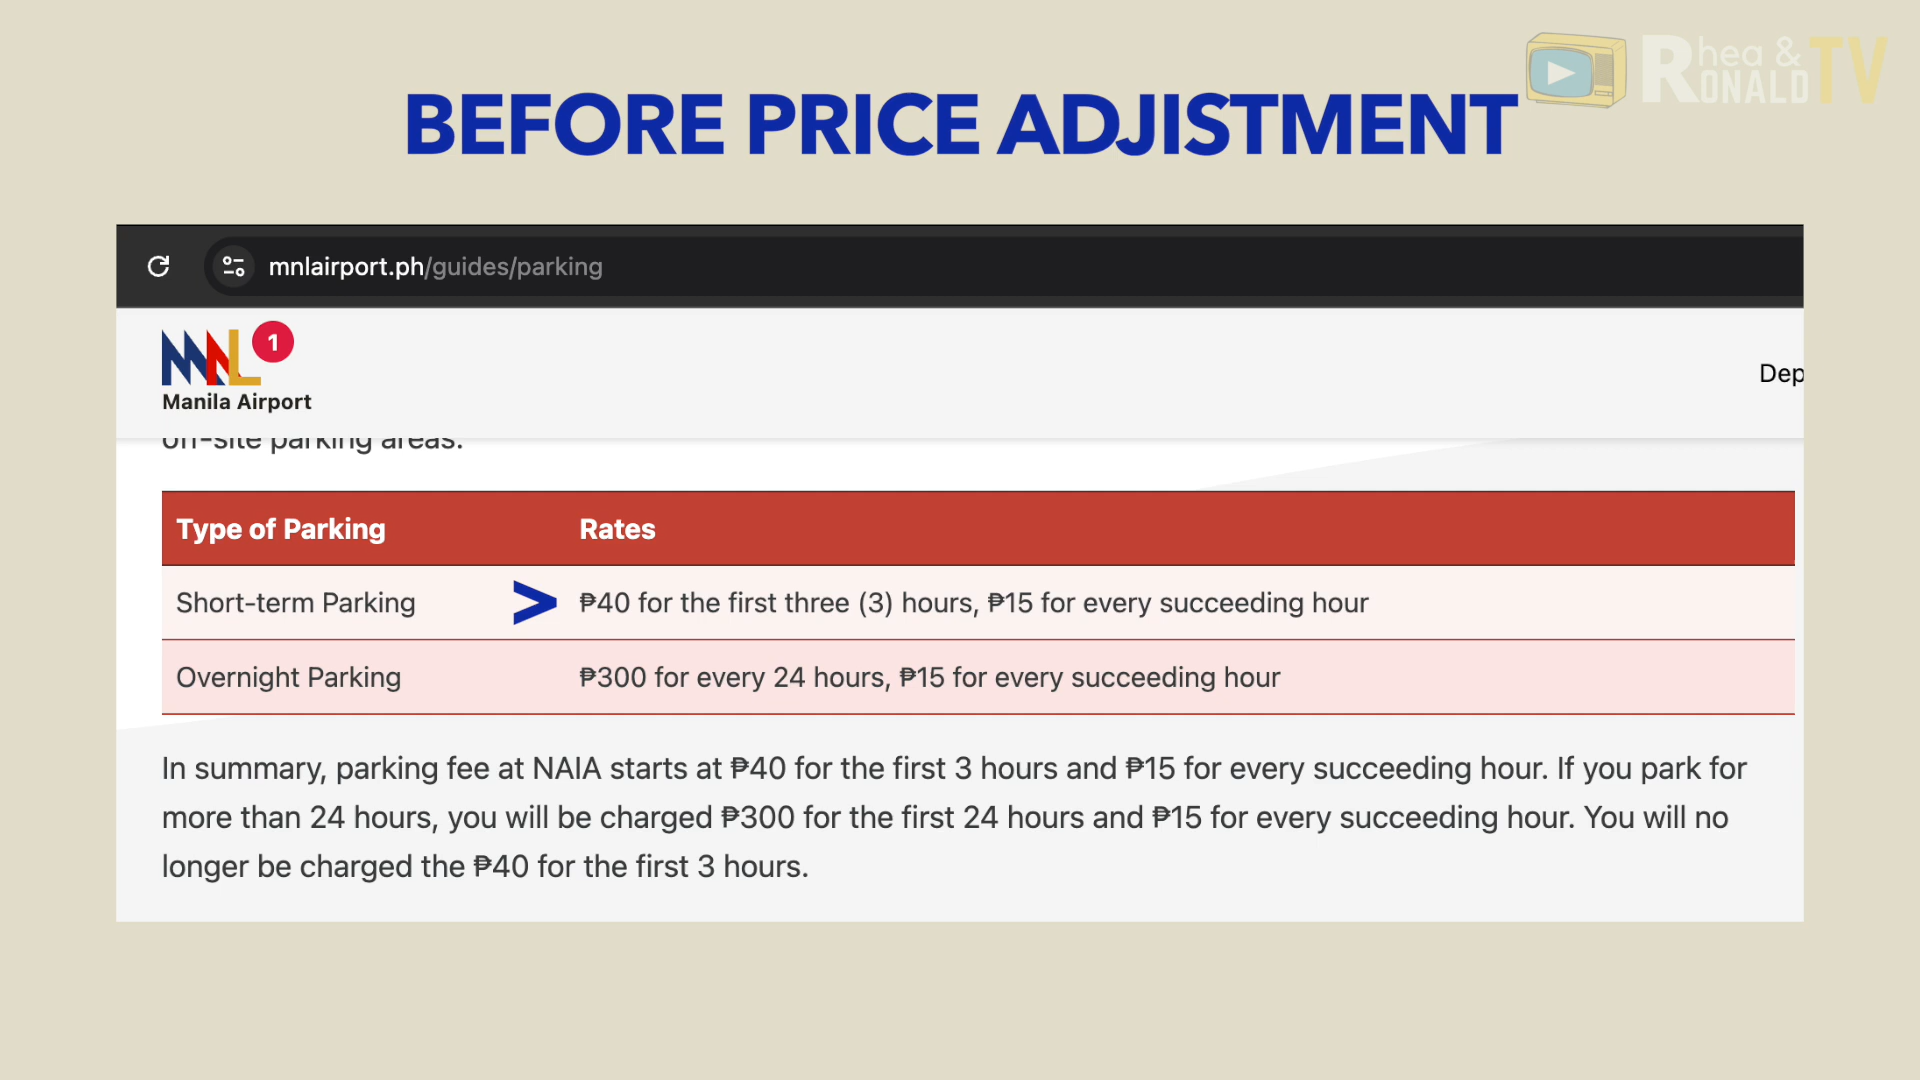 Rhea &
RONALD TV
BEFORE PRICE ADJISTMENT
mnlairport.ph/guides/parking
MNL 1
Manila Airport
Dep
off-site parking areas.
Type of Parking Rates
Short-term Parking > ₱40 for the first three (3) hours, ₱15 for every succeeding hour
Overnight Parking ₱300 for every 24 hours, ₱15 for every succeeding hour
In summary, parking fee at NAIA starts at ₱40 for the first 3 hours and ₱15 for every succeeding hour. If you park for
more than 24 hours, you will be charged ₱300 for the first 24 hours and ₱15 for every succeeding hour. You will no
longer be charged the ₱40 for the first 3 hours.